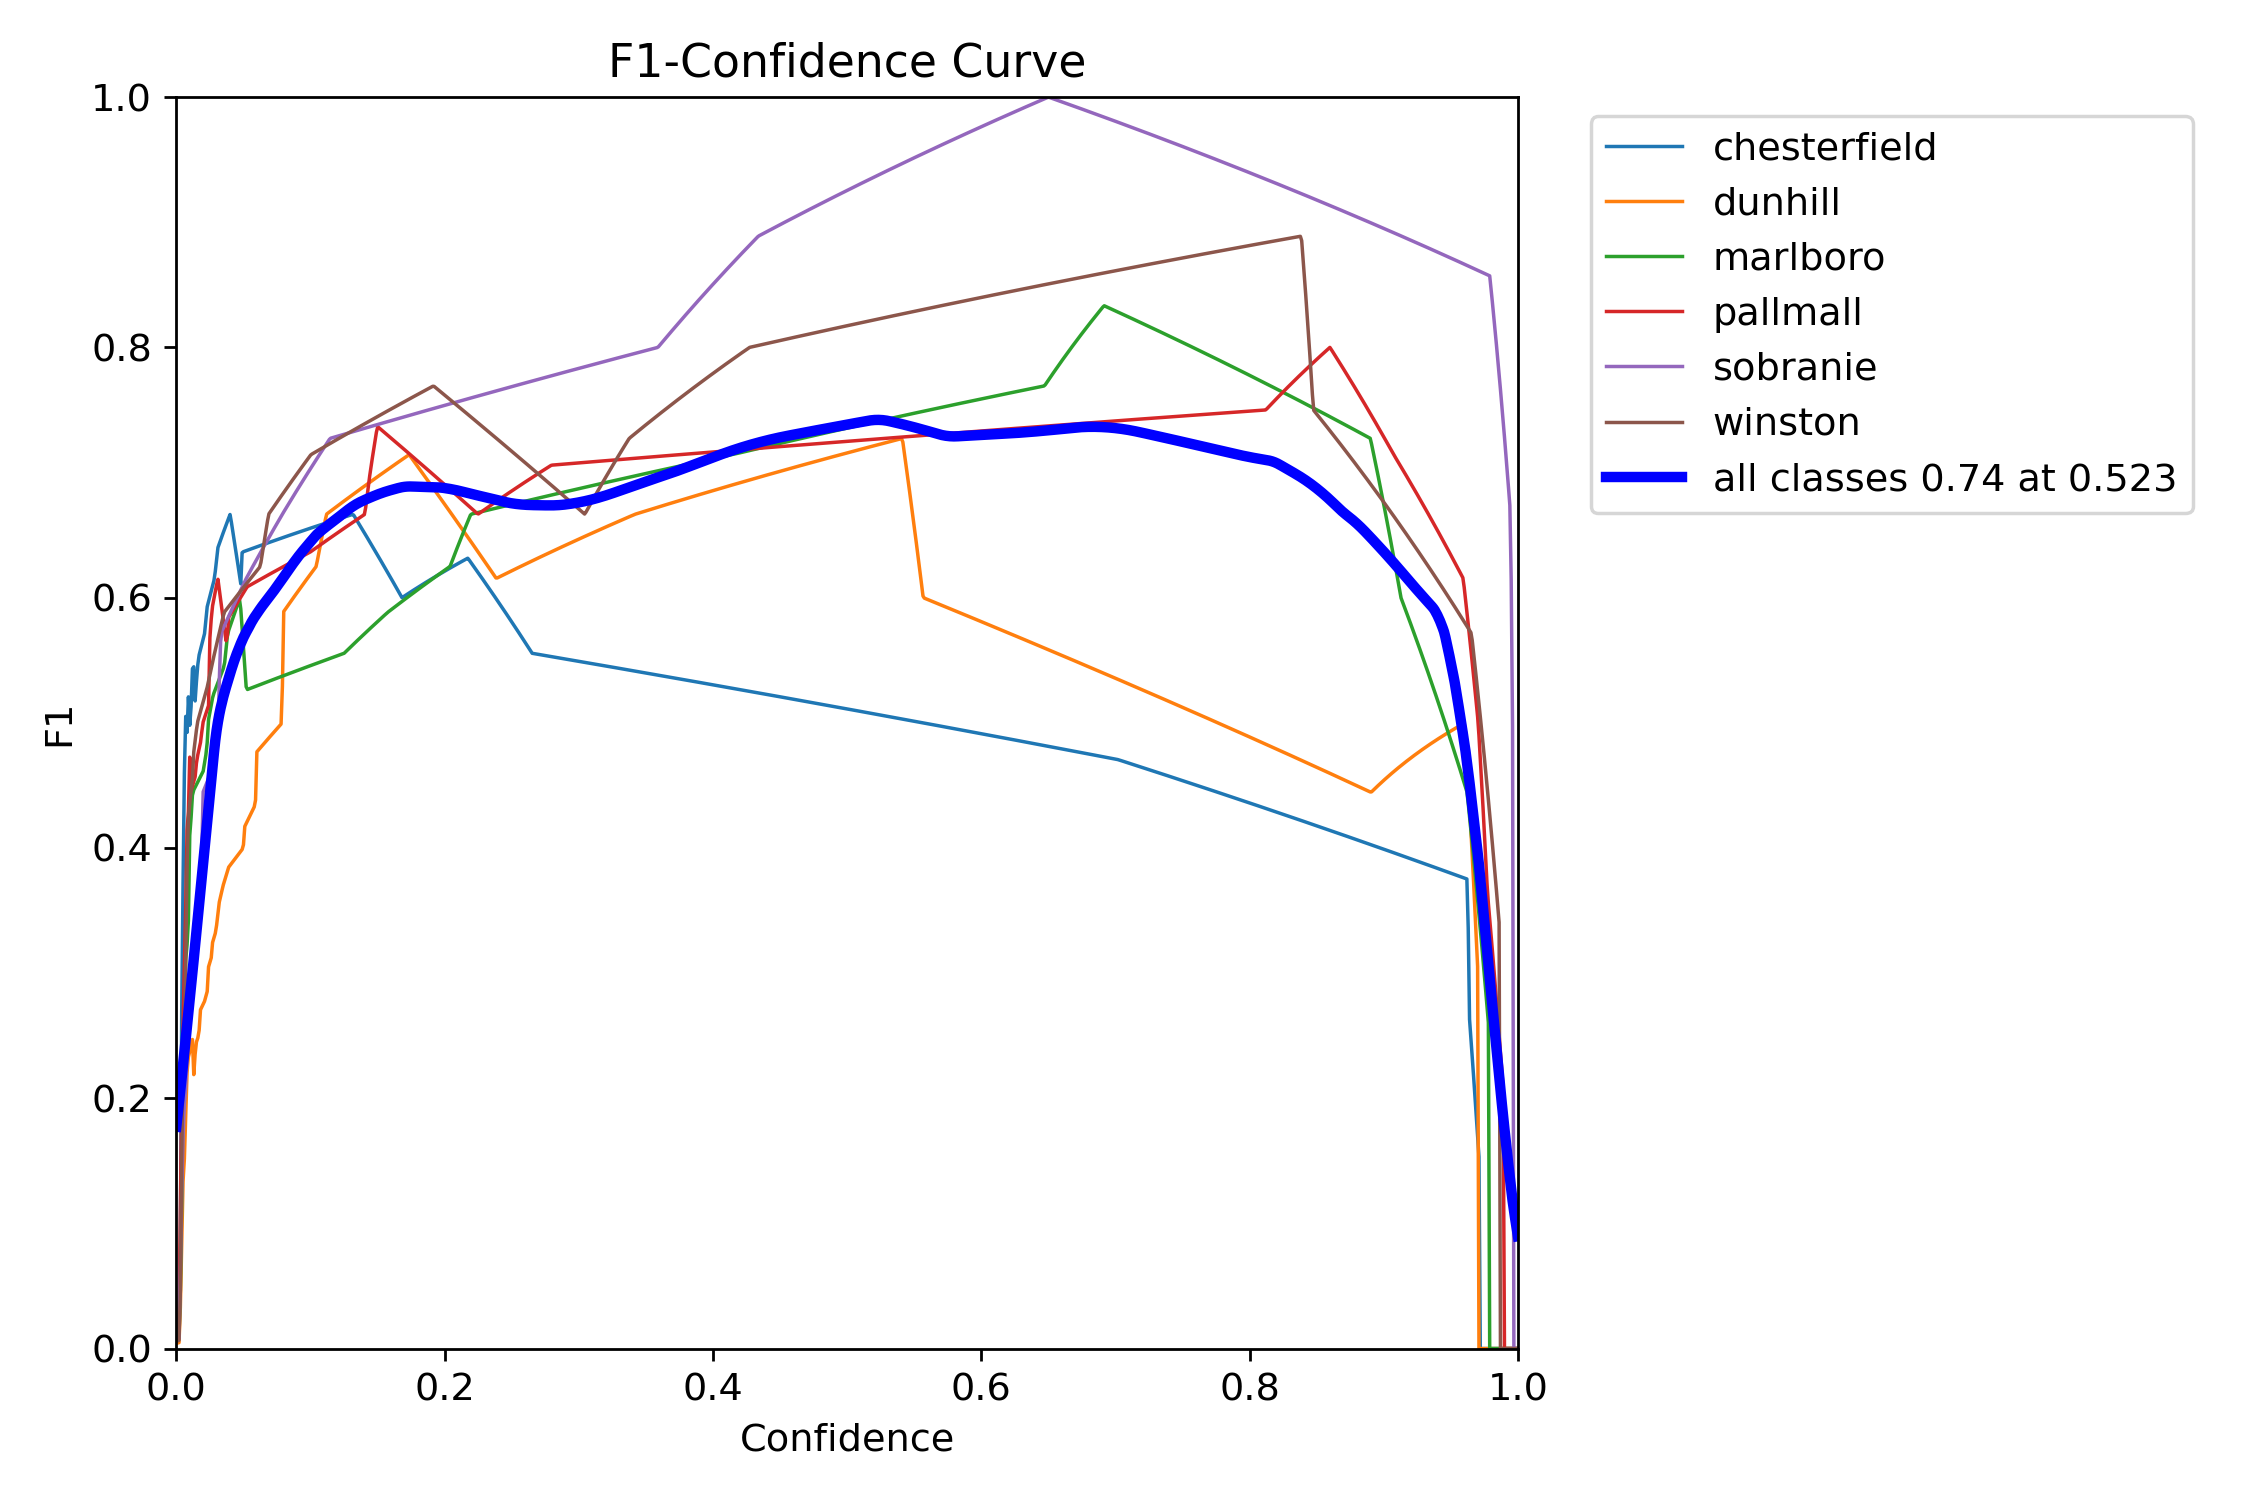 F1-Confidence Curve
1.0
0.8
0.6
0.4
0.2
0.0
F1
0.0 0.2 0.4 0.6 0.8 1.0
Confidence
chesterfield
dunhill
marlboro
pallmall
sobranie
winston
all classes 0.74 at 0.523